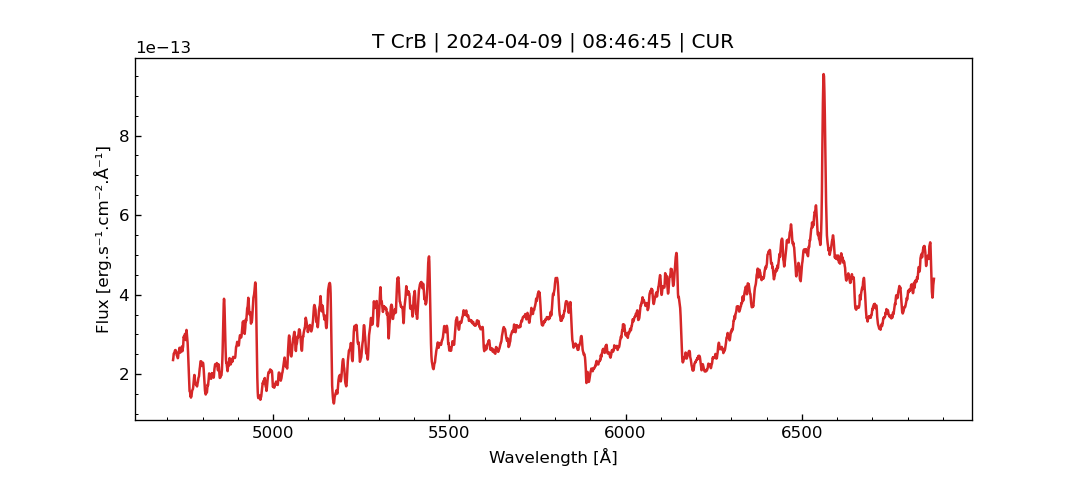 T CrB | 2024-04-09 | 08:46:45 | CUR
1e−13
8
6
4
2
Flux [erg.s⁻¹.cm⁻².Å⁻¹]
5000 5500 6000 6500
Wavelength [Å]